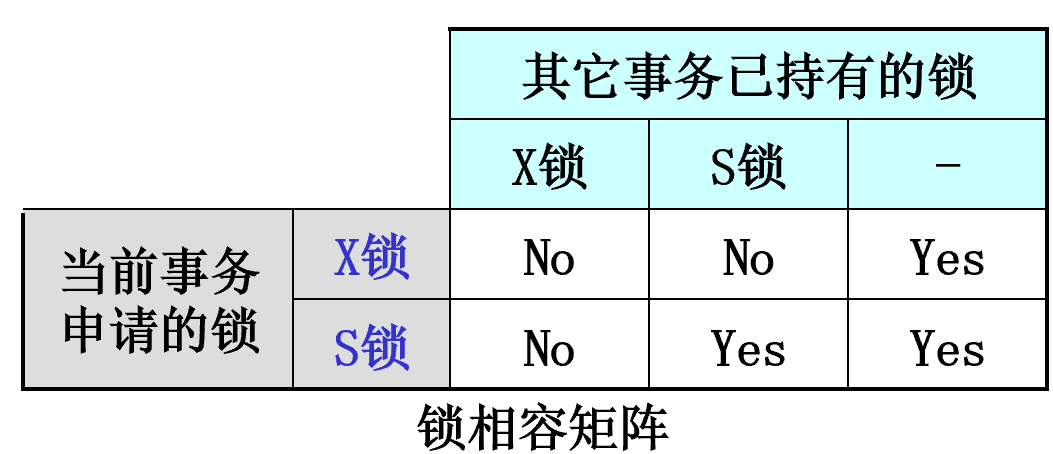 其它事务已持有的锁
X锁 S锁 -
当前事务
申请的锁
X锁 No No Yes
S锁 No Yes Yes
锁相容矩阵